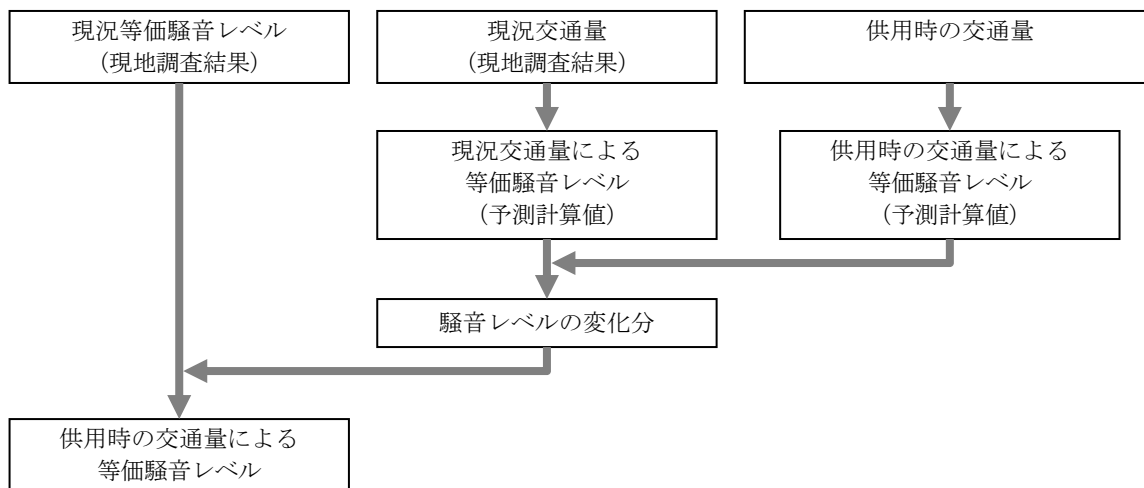 現況等価騒音レベル
（現地調査結果）
現況交通量
（現地調査結果）
供用時の交通量
現況交通量による
等価騒音レベル
（予測計算値）
供用時の交通量による
等価騒音レベル
（予測計算値）
騒音レベルの変化分
供用時の交通量による
等価騒音レベル